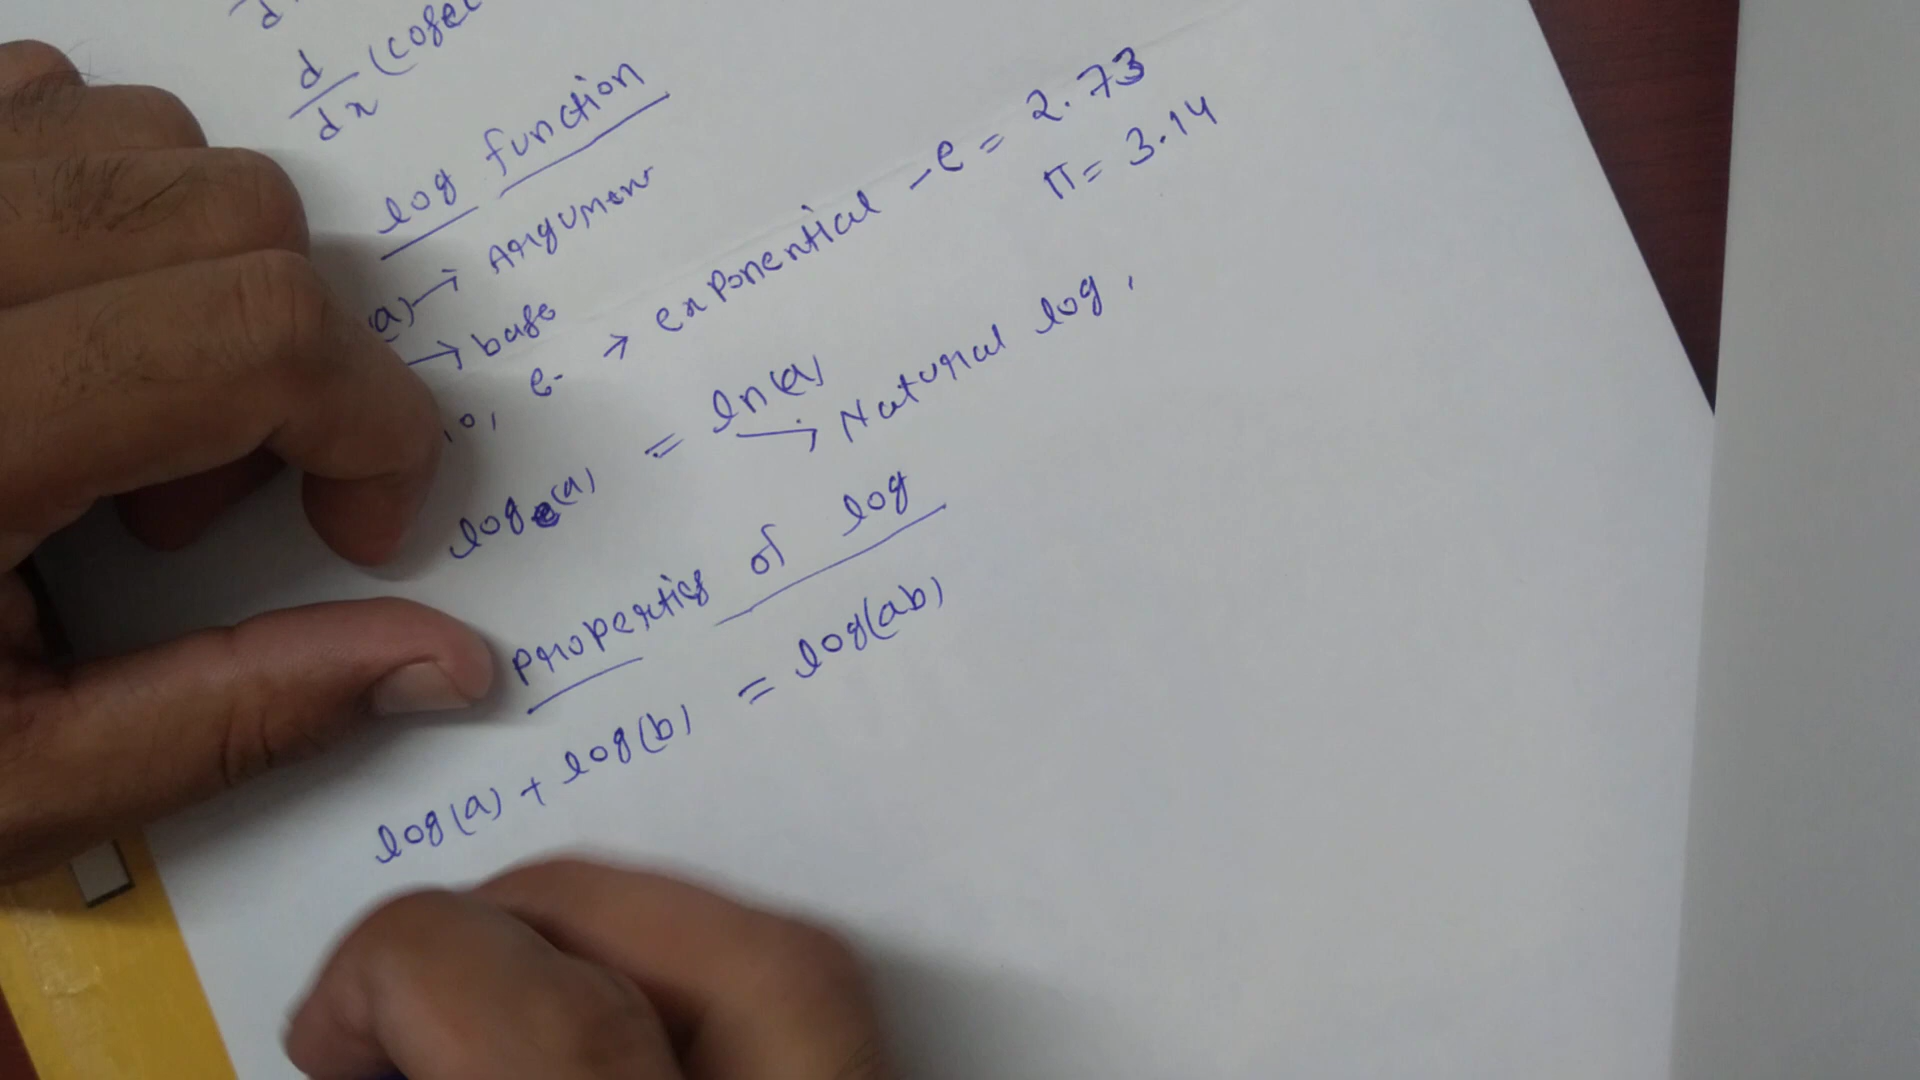 d
d/dx (cosec
log function
(a) → Argument
→ base
10, e → exponential - e = 2.73
π = 3.14
log e(a) = ln(a)
→ Natural log.
Properties of log
log(a) + log(b) = log(ab)